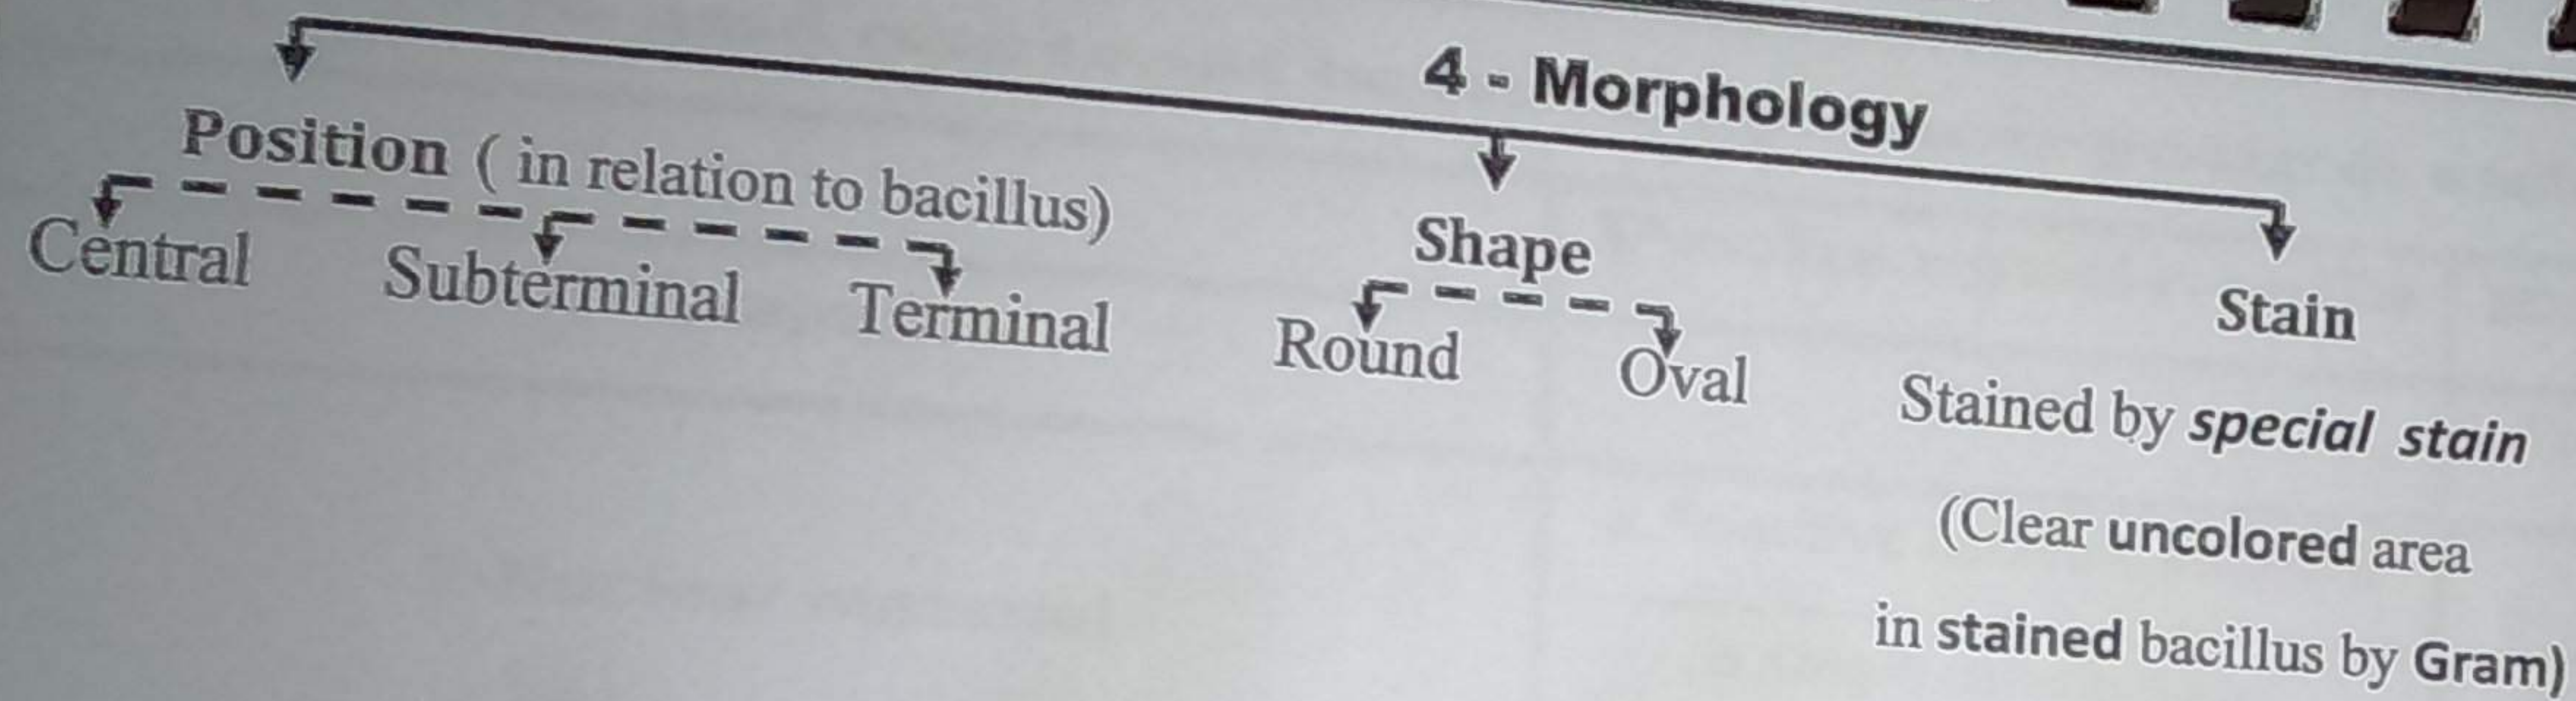 4 - Morphology
Position ( in relation to bacillus)
Central
Subterminal
Terminal
Shape
Round
Oval
Stain
Stained by special stain
(Clear uncolored area
in stained bacillus by Gram)